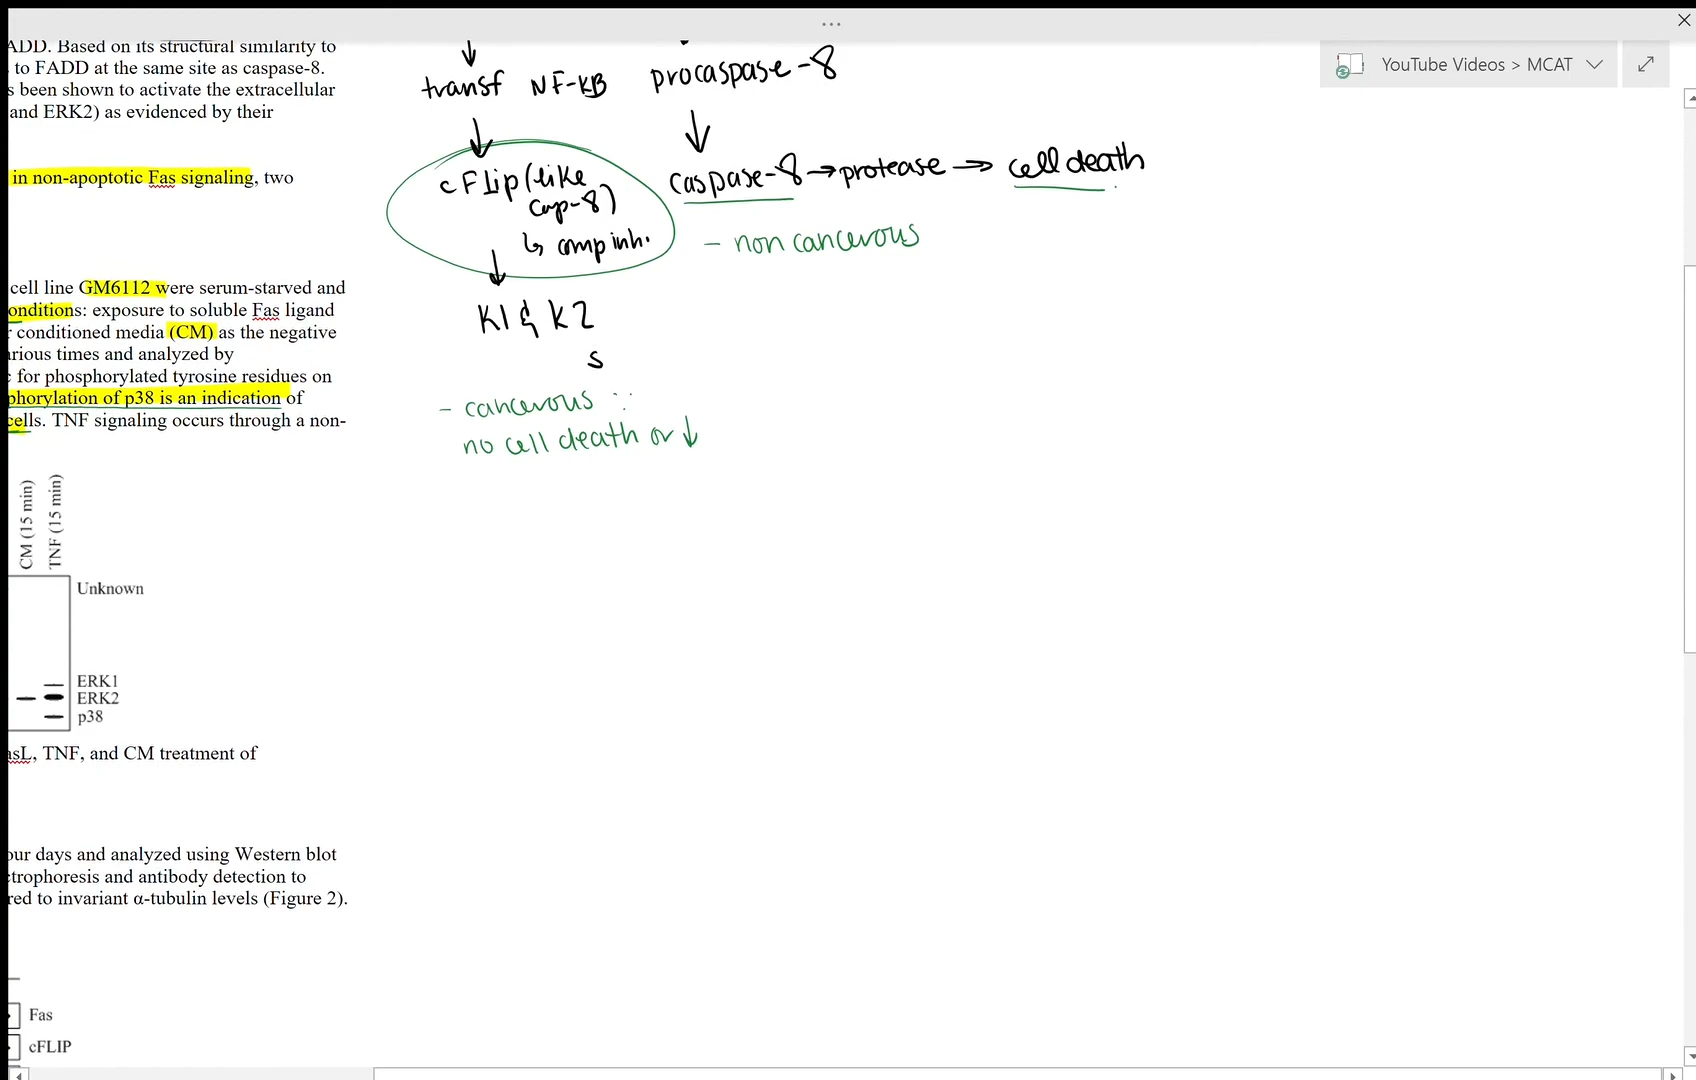 YouTube Videos > MCAT
ADD. Based on its structural similarity to
to FADD at the same site as caspase-8.
s been shown to activate the extracellular
and ERK2) as evidenced by their
in non-apoptotic Fas signaling, two
cell line GM6112 were serum-starved and
onditions: exposure to soluble Fas ligand
conditioned media (CM) as the negative
arious times and analyzed by
for phosphorylated tyrosine residues on
phorylation of p38 is an indication of
cells. TNF signaling occurs through a non-
CM (15 min)
TNF (15 min)
Unknown
ERK1
ERK2
p38
asL, TNF, and CM treatment of
our days and analyzed using Western blot
ctrophoresis and antibody detection to
red to invariant α-tubulin levels (Figure 2).
Fas
cFLIP
↓
transf NF-KB
↓
cFLip (like
cap-8)
↳ comp inh.
↓
K1 & K2
s
- cancerous ∵
no cell death or ↓
procaspase-8
↓
caspase-8 → protease → cell death
- non cancerous